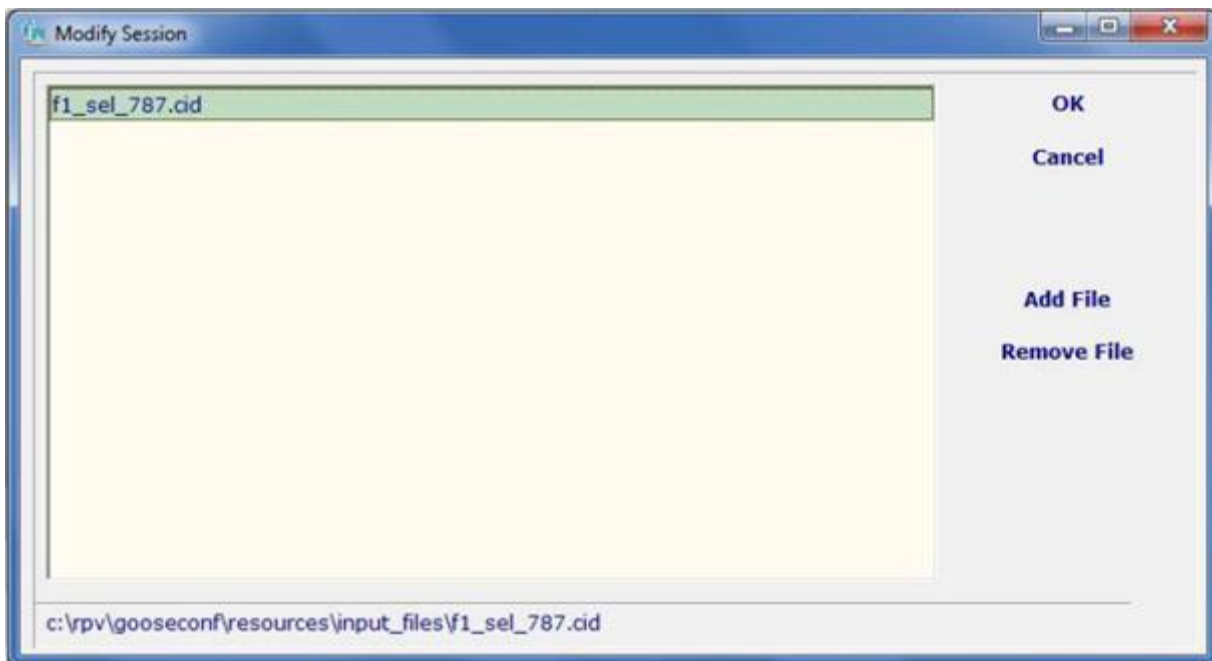 Modify Session
f1_sel_787.cid
OK
Cancel
Add File
Remove File
c:\rpv\gooseconf\resources\input_files\f1_sel_787.cid